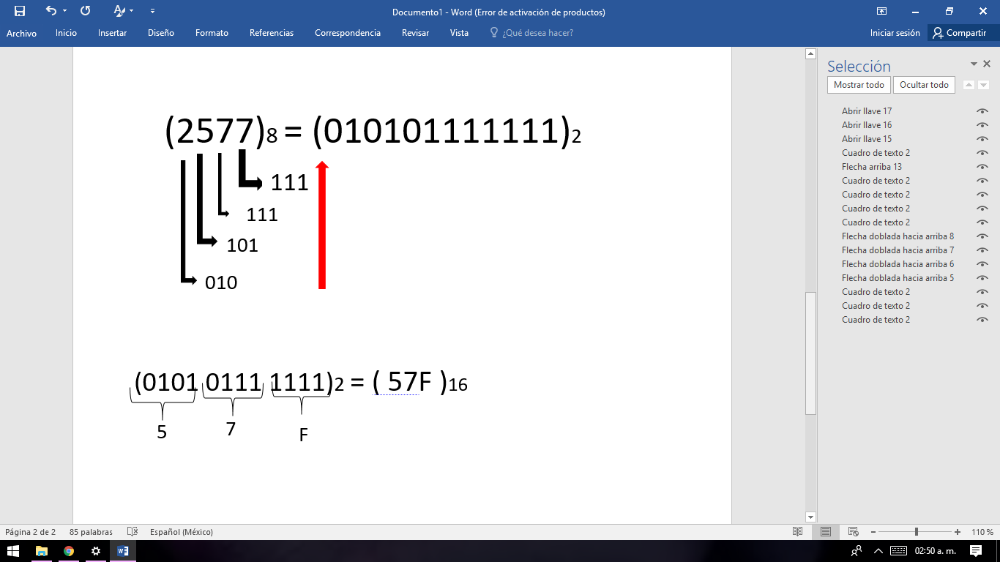 Documento1 - Word (Error de activación de productos)
Archivo Inicio Insertar Diseño Formato Referencias Correspondencia Revisar Vista ¿Qué desea hacer? Iniciar sesión Compartir
(2577)8 = (010101111111)2
111
111
101
010
(0101 0111 1111)2 = ( 57F )16
5 7 F
Selección
Mostrar todo Ocultar todo
Abrir llave 17
Abrir llave 16
Abrir llave 15
Cuadro de texto 2
Flecha arriba 13
Cuadro de texto 2
Cuadro de texto 2
Cuadro de texto 2
Cuadro de texto 2
Flecha doblada hacia arriba 8
Flecha doblada hacia arriba 7
Flecha doblada hacia arriba 6
Flecha doblada hacia arriba 5
Cuadro de texto 2
Cuadro de texto 2
Cuadro de texto 2
Página 2 de 2 85 palabras Español (México) 110 %
02:50 a. m.